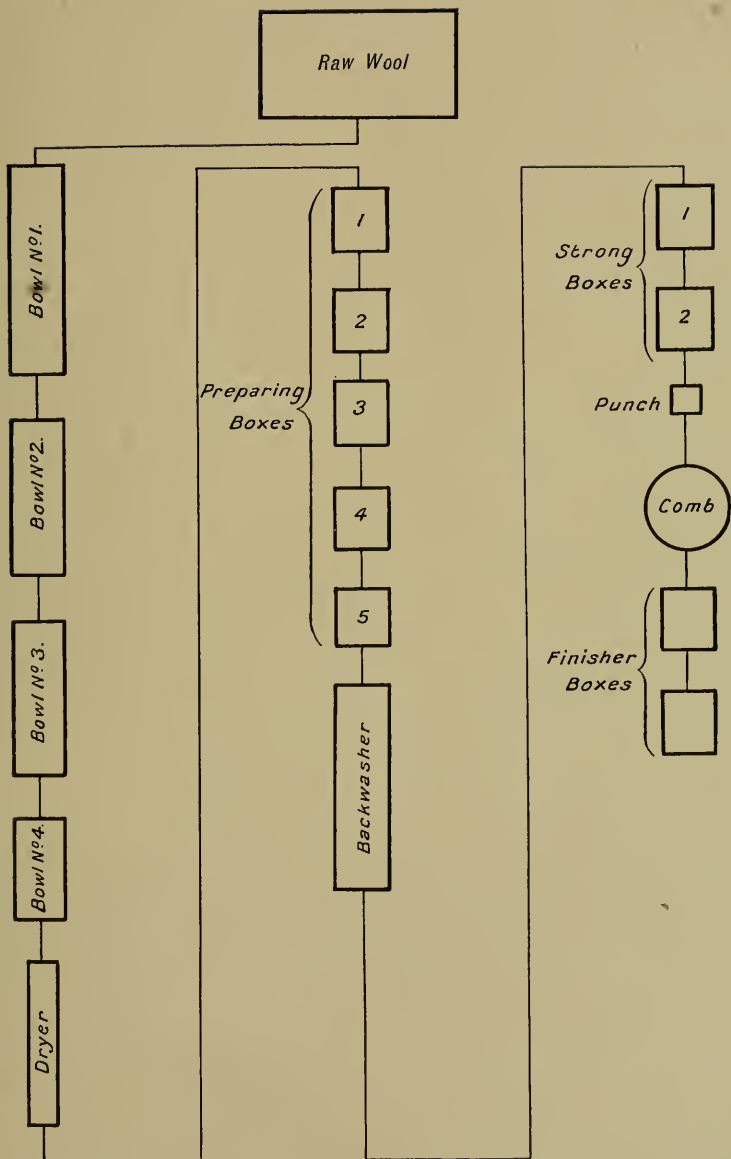 Raw Wool
Bowl Nº1.
Bowl Nº2.
Bowl Nº3.
Bowl Nº4.
Dryer
1
2
Preparing
Boxes
3
4
5
Backwasher
1
Strong
Boxes
2
Punch
Comb
Finisher
Boxes